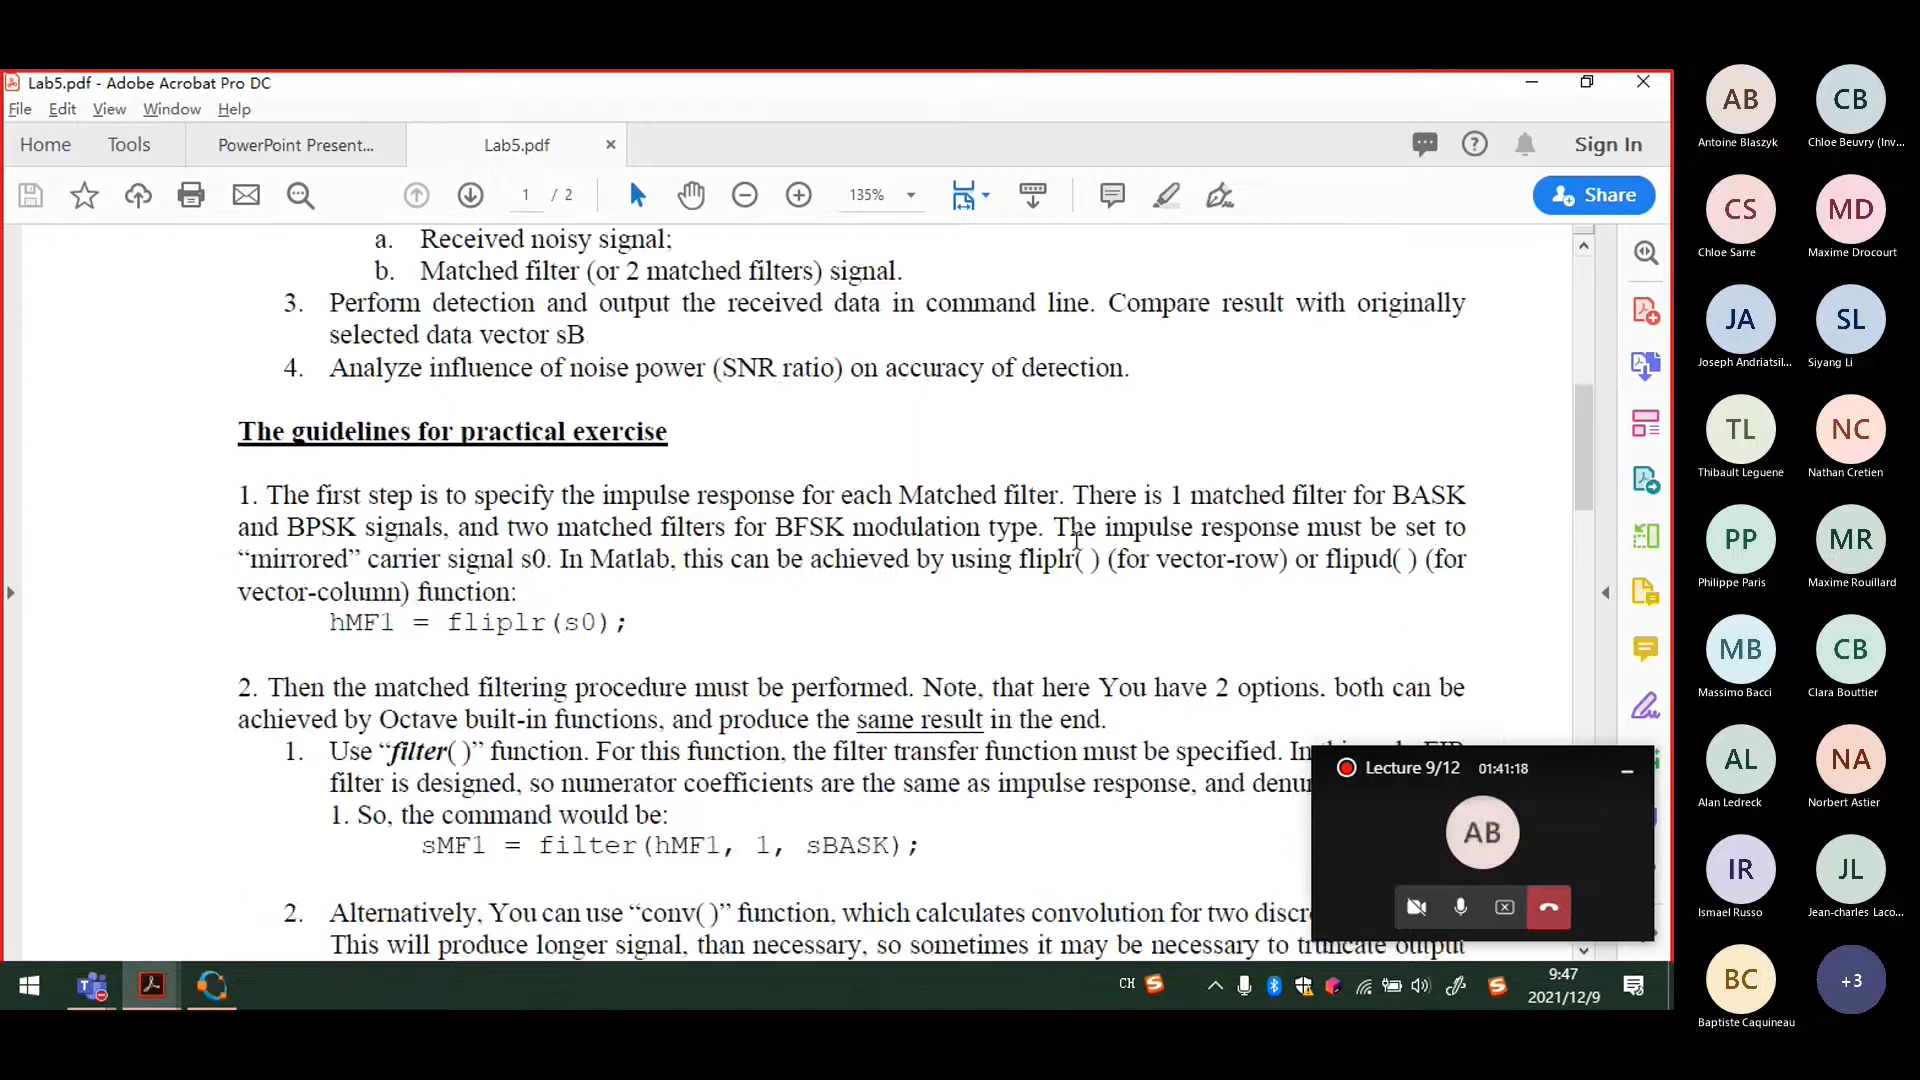 Lab5.pdf - Adobe Acrobat Pro DC
File Edit View Window Help
Home Tools PowerPoint Present... Lab5.pdf × Sign In
1 / 2 135% Share
a. Received noisy signal;
b. Matched filter (or 2 matched filters) signal.
3. Perform detection and output the received data in command line. Compare result with originally
selected data vector sB
4. Analyze influence of noise power (SNR ratio) on accuracy of detection.
The guidelines for practical exercise
1. The first step is to specify the impulse response for each Matched filter. There is 1 matched filter for BASK
and BPSK signals, and two matched filters for BFSK modulation type. The impulse response must be set to
“mirrored” carrier signal s0. In Matlab, this can be achieved by using fliplr( ) (for vector-row) or flipud( ) (for
vector-column) function:
hMF1 = fliplr(s0);
2. Then the matched filtering procedure must be performed. Note, that here You have 2 options. both can be
achieved by Octave built-in functions, and produce the same result in the end.
1. Use “filter( )” function. For this function, the filter transfer function must be specified. In
filter is designed, so numerator coefficients are the same as impulse response, and
1. So, the command would be:
sMF1 = filter(hMF1, 1, sBASK);
2. Alternatively, You can use “conv( )” function, which calculates convolution for two
This will produce longer signal, than necessary, so sometimes it may be necessary to truncate output
Lecture 9/12 01:41:18
AB
CH
9:47
2021/12/9
AB CB
Antoine Blaszyk Chloe Beuvry (Inv...
CS MD
Chloe Sarre Maxime Drocourt
JA SL
Joseph Andriatsil... Siyang Li
TL NC
Thibault Leguene Nathan Cretien
PP MR
Philippe Paris Maxime Rouillard
MB CB
Massimo Bacci Clara Bouttier
AL NA
Alan Ledreck Norbert Astier
IR JL
Ismael Russo Jean-charles Laco...
BC +3
Baptiste Caquineau